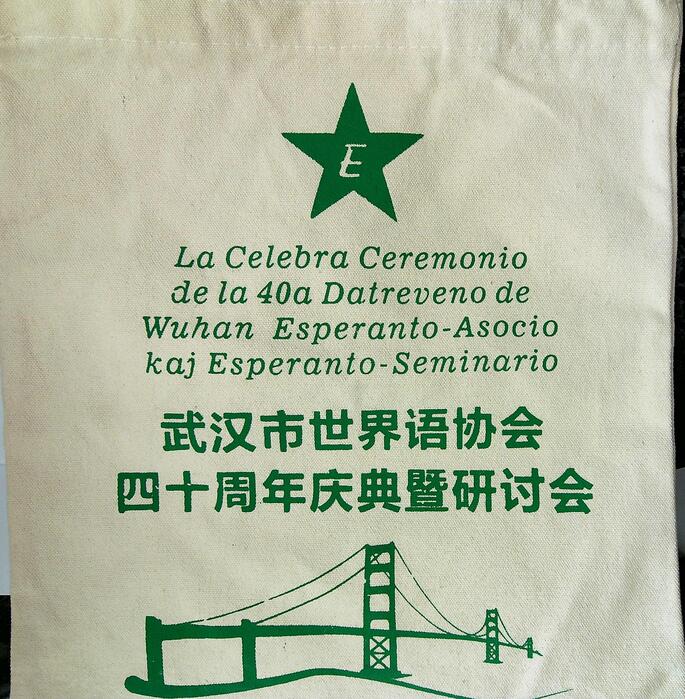 E
La Celebra Ceremonio
de la 40a Datreveno de
Wuhan Esperanto-Asocio
kaj Esperanto-Seminario
武汉市世界语协会
四十周年庆典暨研讨会